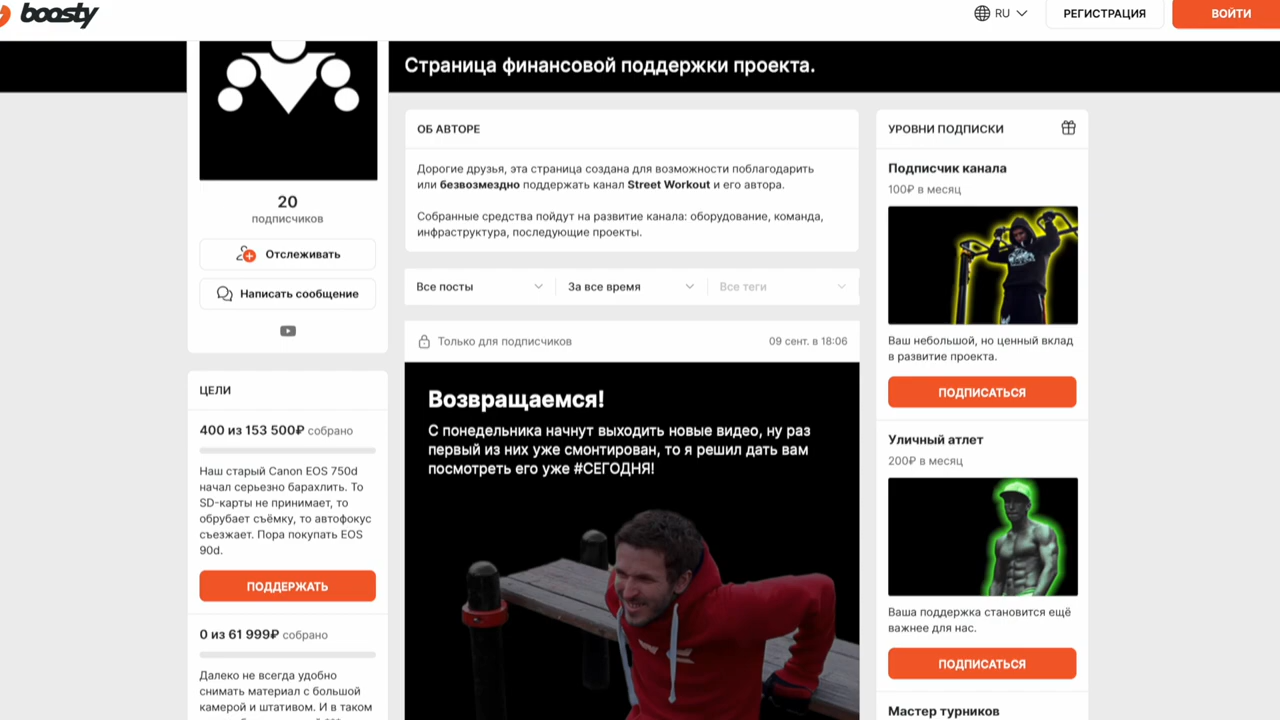 boosty
RU
РЕГИСТРАЦИЯ
ВОЙТИ
Страница финансовой поддержки проекта.
20
подписчиков
Отслеживать
Написать сообщение
ЦЕЛИ
400 из 153 500₽ собрано
Наш старый Canon EOS 750d
начал серьезно барахлить. То
SD-карты не принимает, то
обрубает съёмку, то автофокус
съезжает. Пора покупать EOS
90d.
ПОДДЕРЖАТЬ
0 из 61 999₽ собрано
Далеко не всегда удобно
снимать материал с большой
камерой и штативом. И в таком
ОБ АВТОРЕ
Дорогие друзья, эта страница создана для возможности поблагодарить
или безвозмездно поддержать канал Street Workout и его автора.
Собранные средства пойдут на развитие канала: оборудование, команда,
инфраструктура, последующие проекты.
Все посты
За все время
Все теги
Только для подписчиков
09 сент. в 18:06
Возвращаемся!
С понедельника начнут выходить новые видео, ну раз
первый из них уже смонтирован, то я решил дать вам
посмотреть его уже #СЕГОДНЯ!
УРОВНИ ПОДПИСКИ
Подписчик канала
100₽ в месяц
Ваш небольшой, но ценный вклад
в развитие проекта.
ПОДПИСАТЬСЯ
Уличный атлет
200₽ в месяц
Ваша поддержка становится ещё
важнее для нас.
ПОДПИСАТЬСЯ
Мастер турников